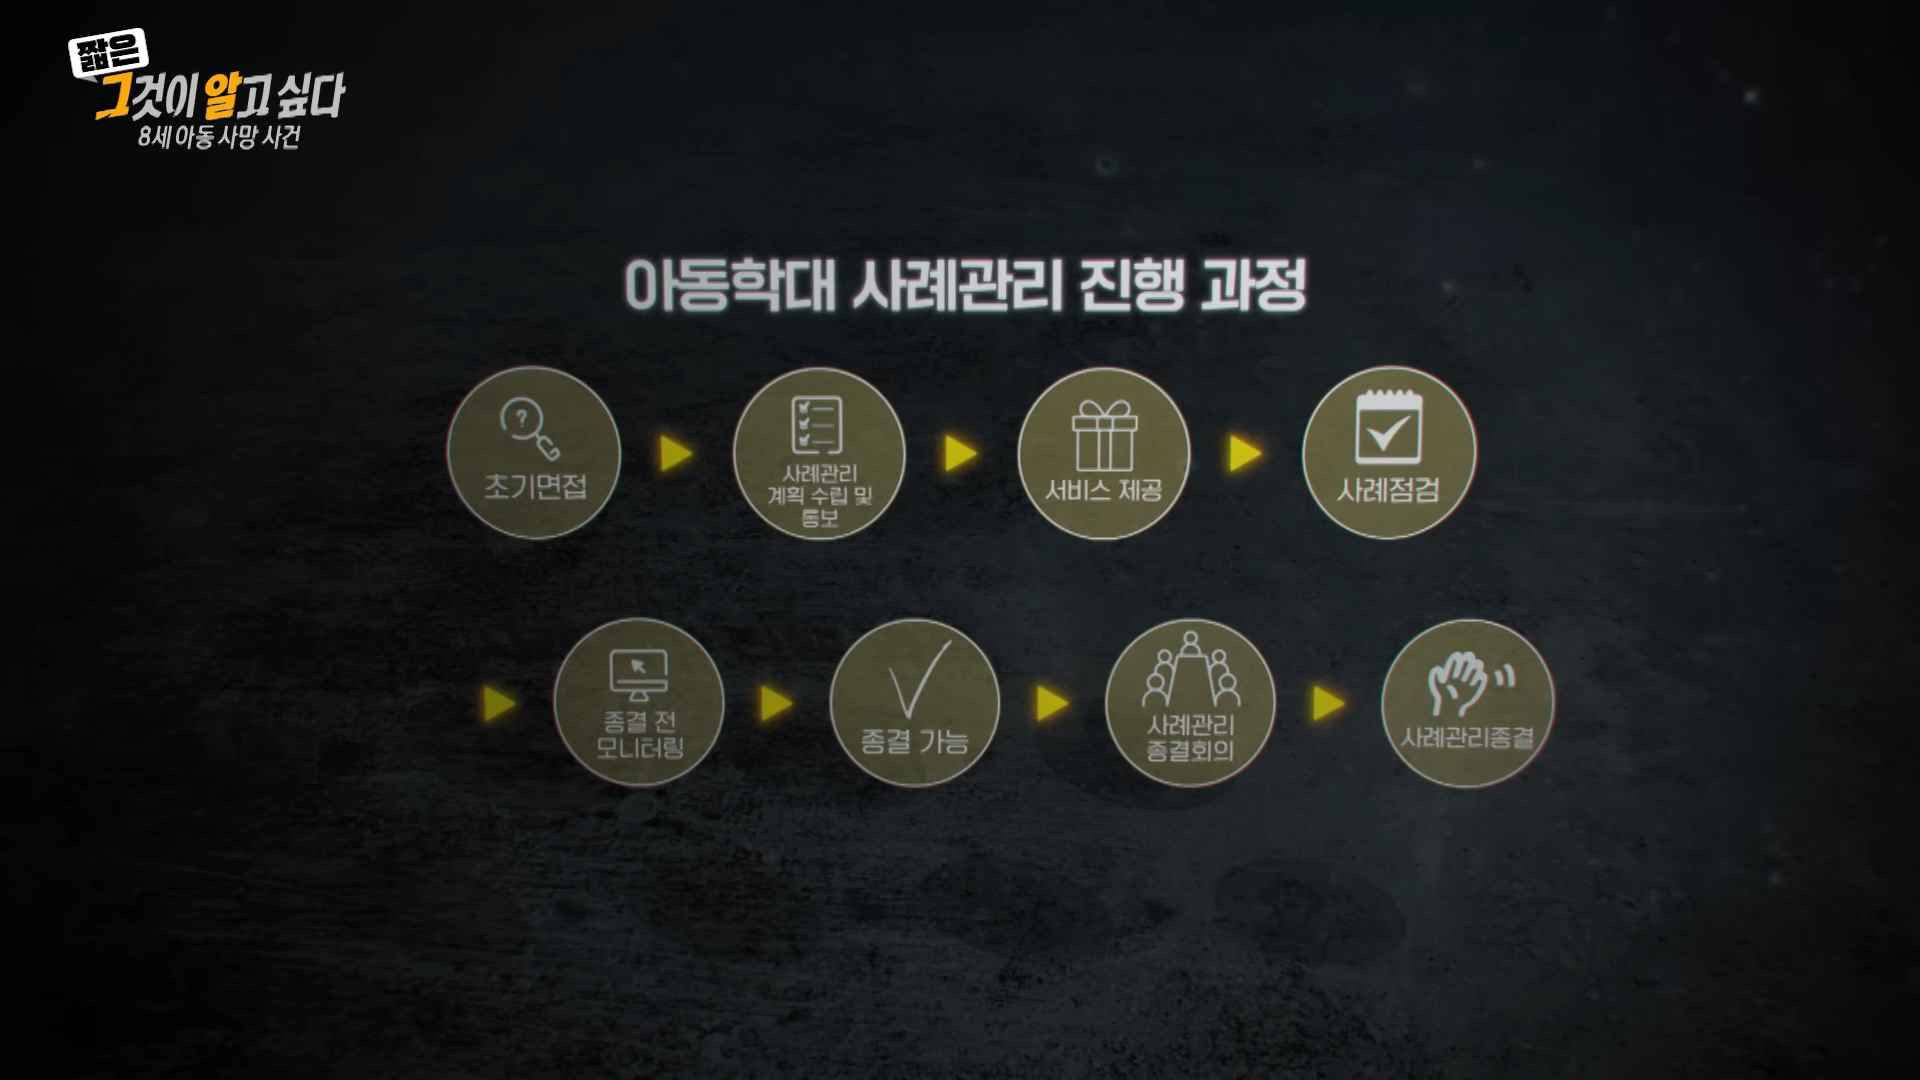 짧은
그것이 알고 싶다
8세 아동 사망 사건
아동학대 사례관리 진행 과정
?
초기면접
사례관리
계획 수립 및
통보
서비스 제공
사례점검
종결 전
모니터링
종결 가능
사례관리
종결회의
사례관리종결